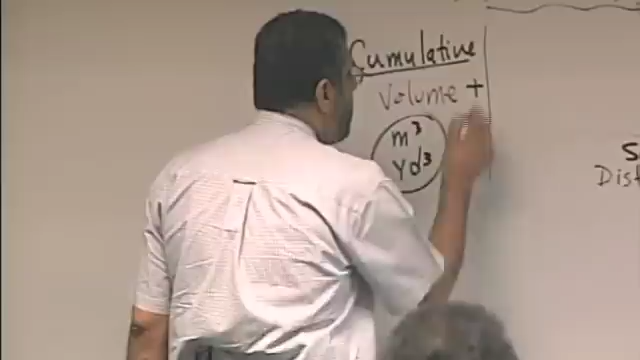 Cumulative
Volume +
m³
yd³
S
Dist